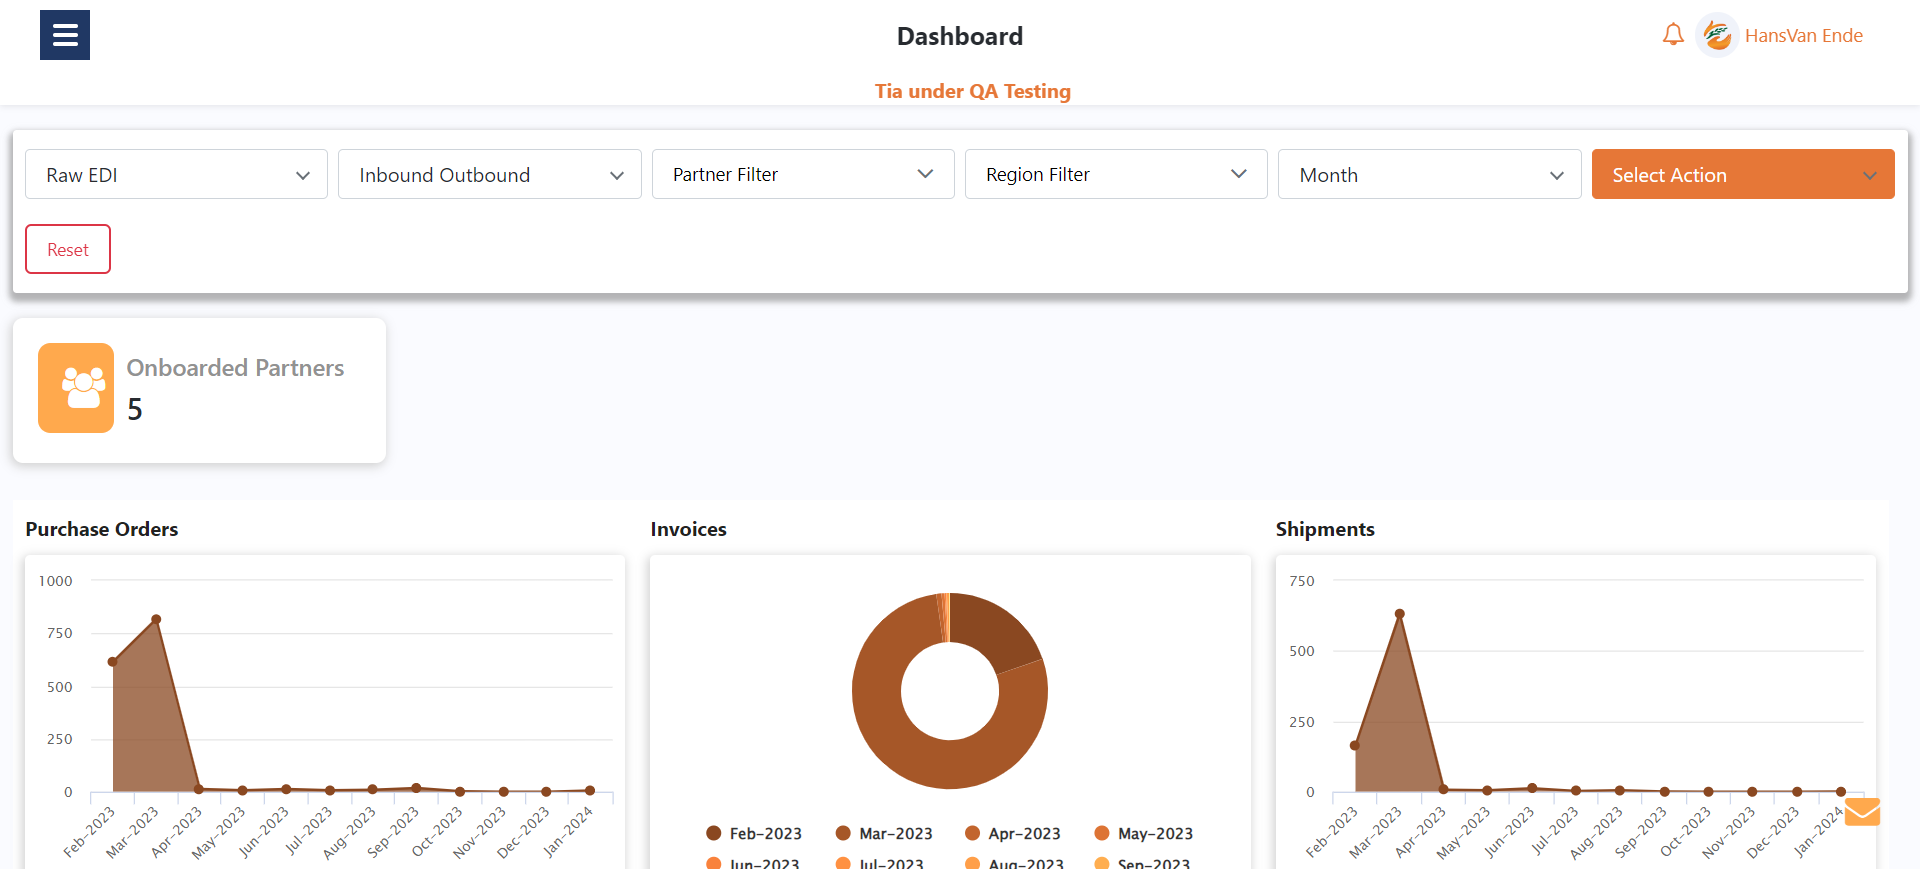 Dashboard
HansVan Ende
Tia under QA Testing
Raw EDI
Inbound Outbound
Partner Filter
Region Filter
Month
Select Action
Reset
Onboarded Partners
5
Purchase Orders
1000
750
500
250
0
Feb-2023
Mar-2023
Apr-2023
May-2023
Jun-2023
Jul-2023
Aug-2023
Sep-2023
Oct-2023
Nov-2023
Dec-2023
Jan-2024
Invoices
Feb-2023
Mar-2023
Apr-2023
May-2023
Jun-2023
Jul-2023
Aug-2023
Sep-2023
Shipments
750
500
250
0
Feb-2023
Mar-2023
Apr-2023
May-2023
Jun-2023
Jul-2023
Aug-2023
Sep-2023
Oct-2023
Nov-2023
Dec-2023
Jan-2024